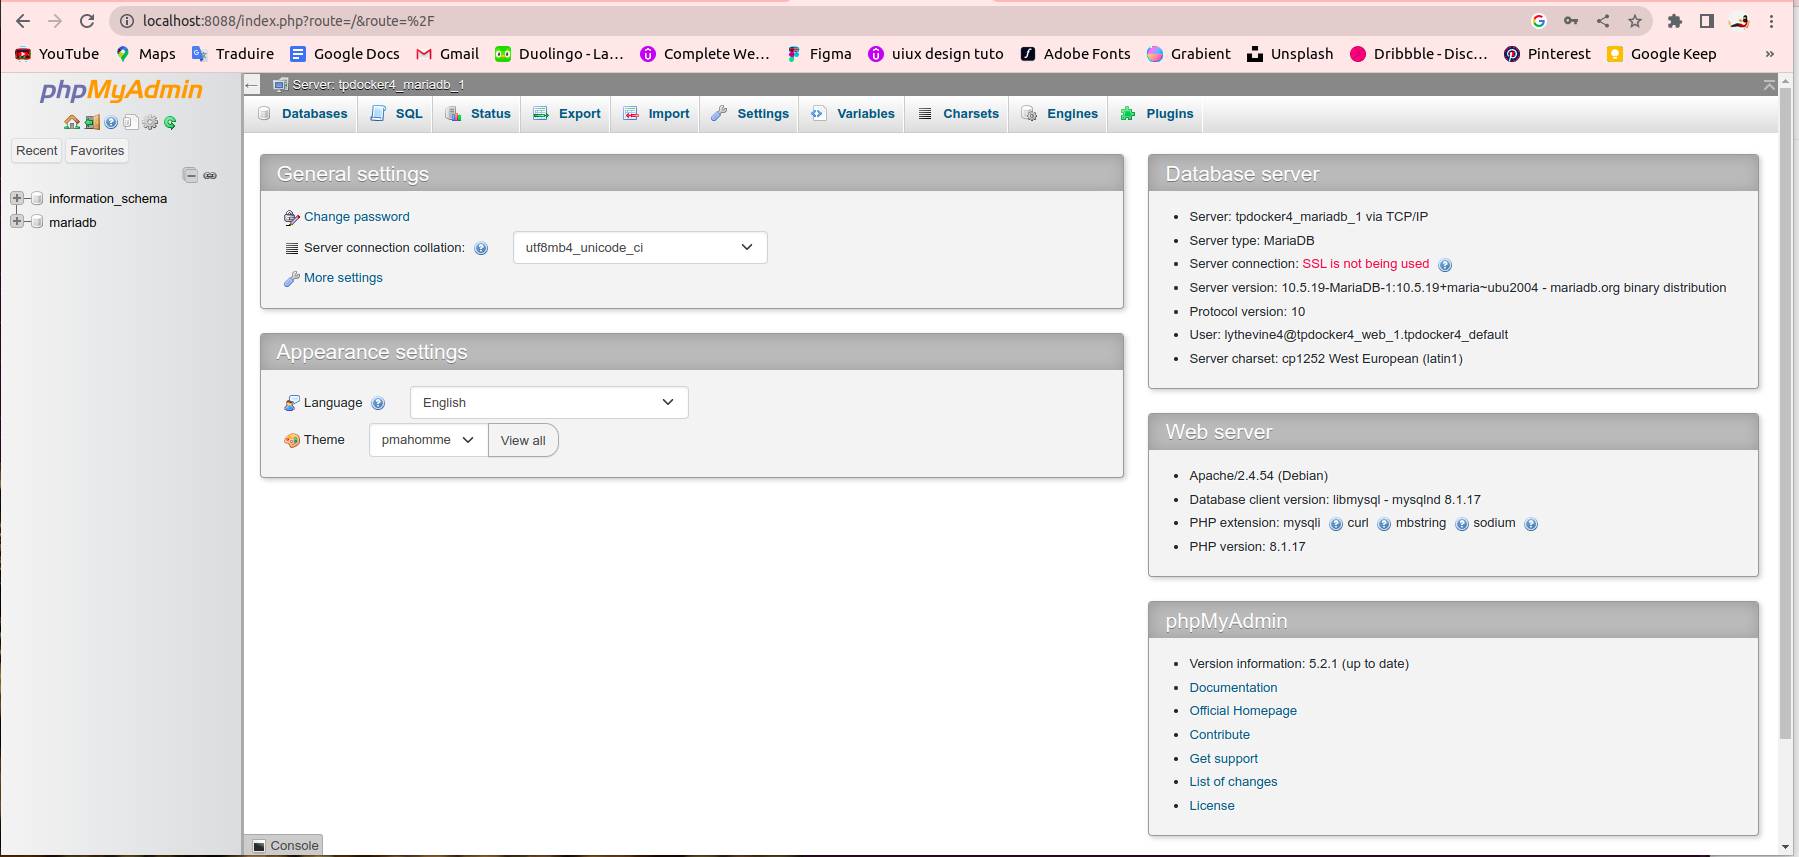 localhost:8088/index.php?route=/&route=%2F
YouTube Maps Traduire Google Docs Gmail Duolingo - La... Complete We... Figma uiux design tuto Adobe Fonts Grabient Unsplash Dribbble - Disc... Pinterest Google Keep »
phpMyAdmin
Recent Favorites
information_schema
mariadb
Server: tpdocker4_mariadb_1
Databases SQL Status Export Import Settings Variables Charsets Engines Plugins
General settings
Change password
Server connection collation: utf8mb4_unicode_ci
More settings
Appearance settings
Language English
Theme pmahomme View all
Database server
• Server: tpdocker4_mariadb_1 via TCP/IP
• Server type: MariaDB
• Server connection: SSL is not being used
• Server version: 10.5.19-MariaDB-1:10.5.19+maria~ubu2004 - mariadb.org binary distribution
• Protocol version: 10
• User: lythevine4@tpdocker4_web_1.tpdocker4_default
• Server charset: cp1252 West European (latin1)
Web server
• Apache/2.4.54 (Debian)
• Database client version: libmysql - mysqlnd 8.1.17
• PHP extension: mysqli curl mbstring sodium
• PHP version: 8.1.17
phpMyAdmin
• Version information: 5.2.1 (up to date)
• Documentation
• Official Homepage
• Contribute
• Get support
• List of changes
• License
Console